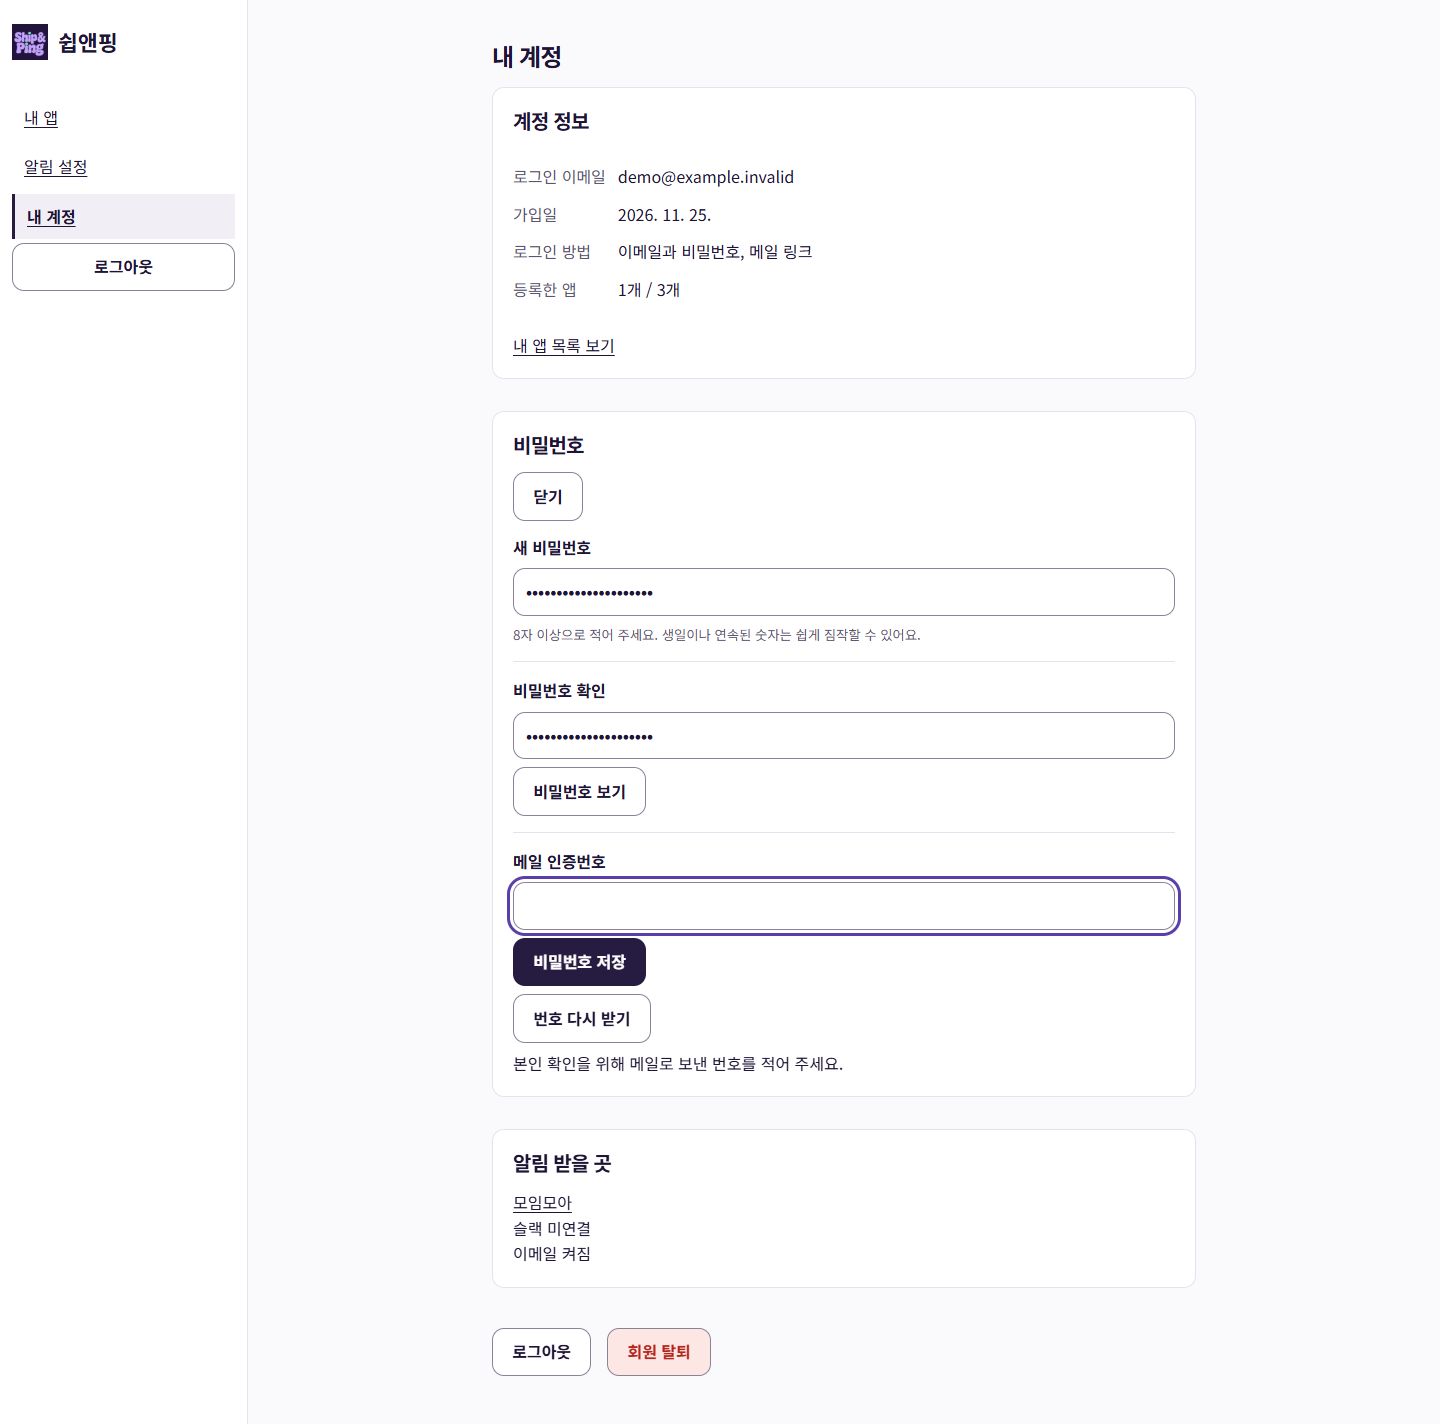 Ship&
Ping
쉽앤핑
내 앱
알림 설정
내 계정
로그아웃
내 계정
계정 정보
로그인 이메일 demo@example.invalid
가입일 2026. 11. 25.
로그인 방법 이메일과 비밀번호, 메일 링크
등록한 앱 1개 / 3개
내 앱 목록 보기
비밀번호
닫기
새 비밀번호
•••••••••••••••••••••
8자 이상으로 적어 주세요. 생일이나 연속된 숫자는 쉽게 짐작할 수 있어요.
비밀번호 확인
•••••••••••••••••••••
비밀번호 보기
메일 인증번호
비밀번호 저장
번호 다시 받기
본인 확인을 위해 메일로 보낸 번호를 적어 주세요.
알림 받을 곳
모임모아
슬랙 미연결
이메일 켜짐
로그아웃
회원 탈퇴